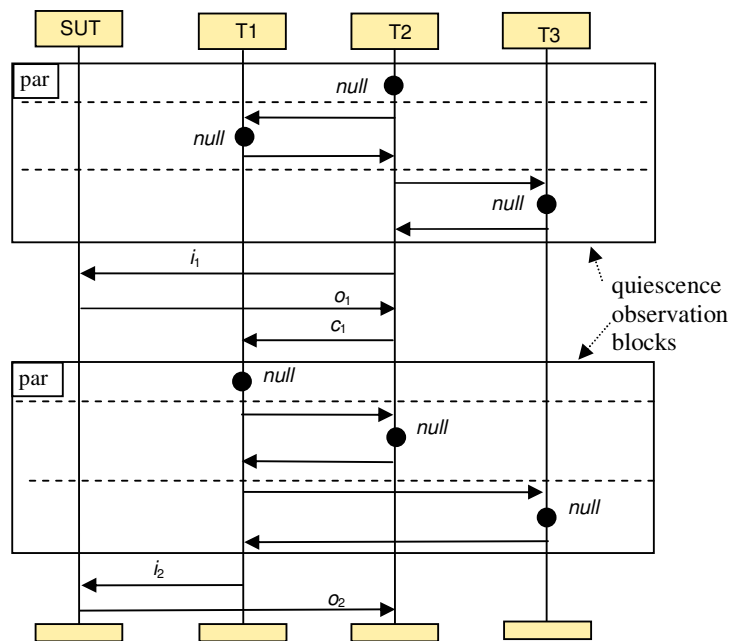 SUT T1 T2 T3
par
null
null
null
i1
o1
c1
quiescence
observation
blocks
par
null
null
null
i2
o2